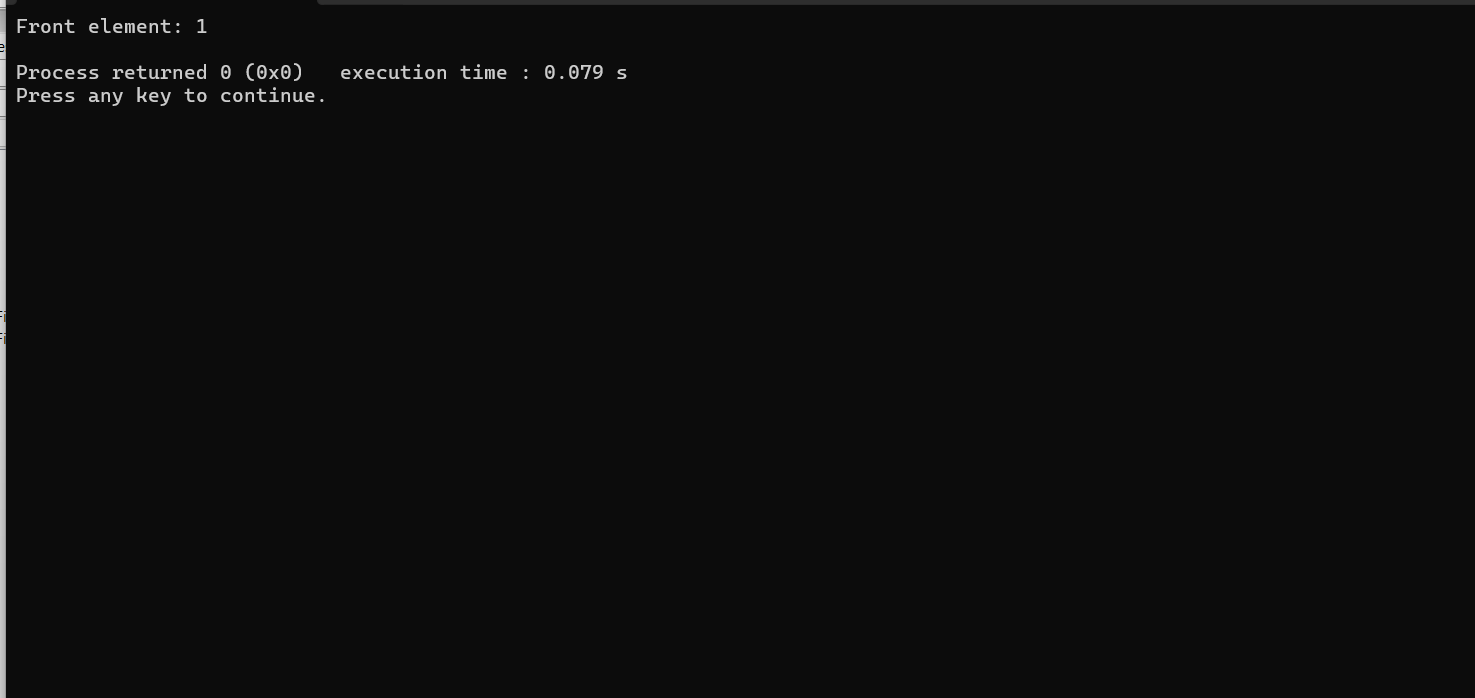 Front element: 1
Process returned 0 (0x0)   execution time : 0.079 s
Press any key to continue.